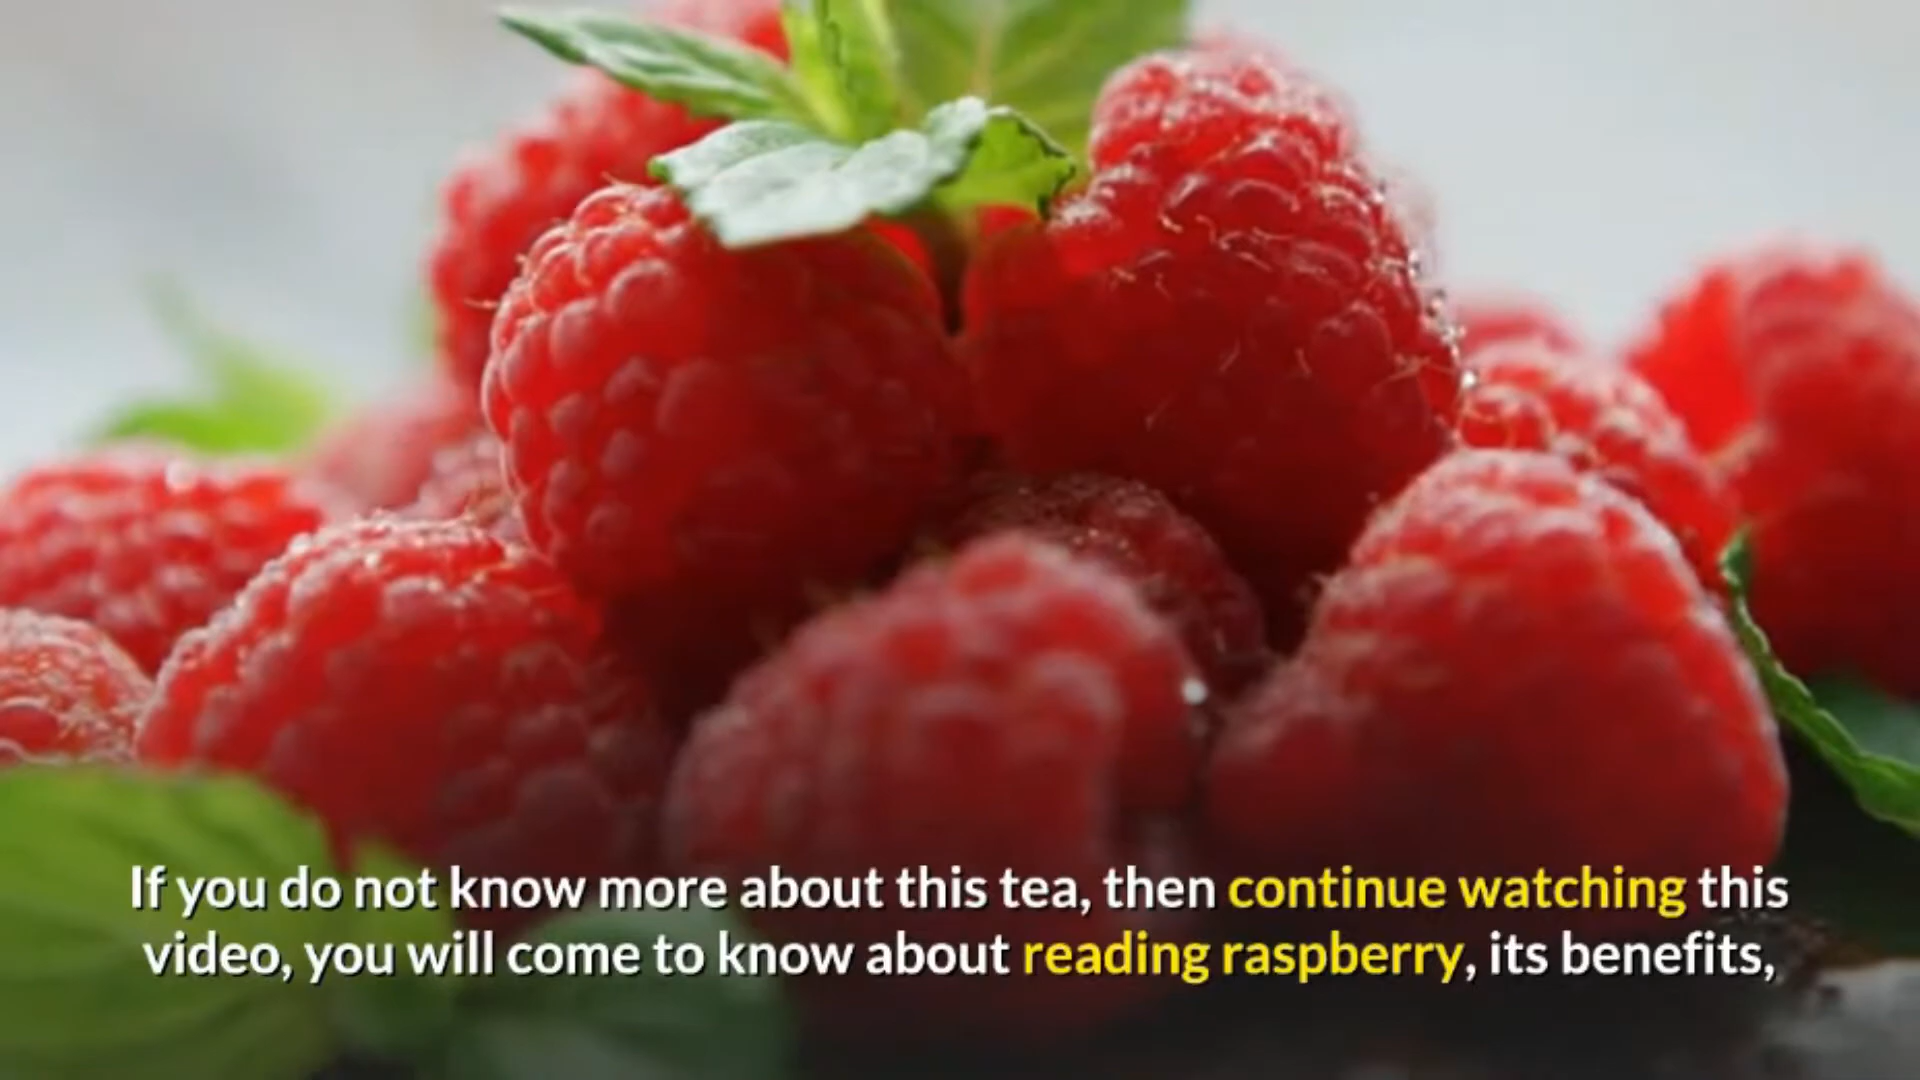 If you do not know more about this tea, then continue watching this
video, you will come to know about reading raspberry, its benefits,